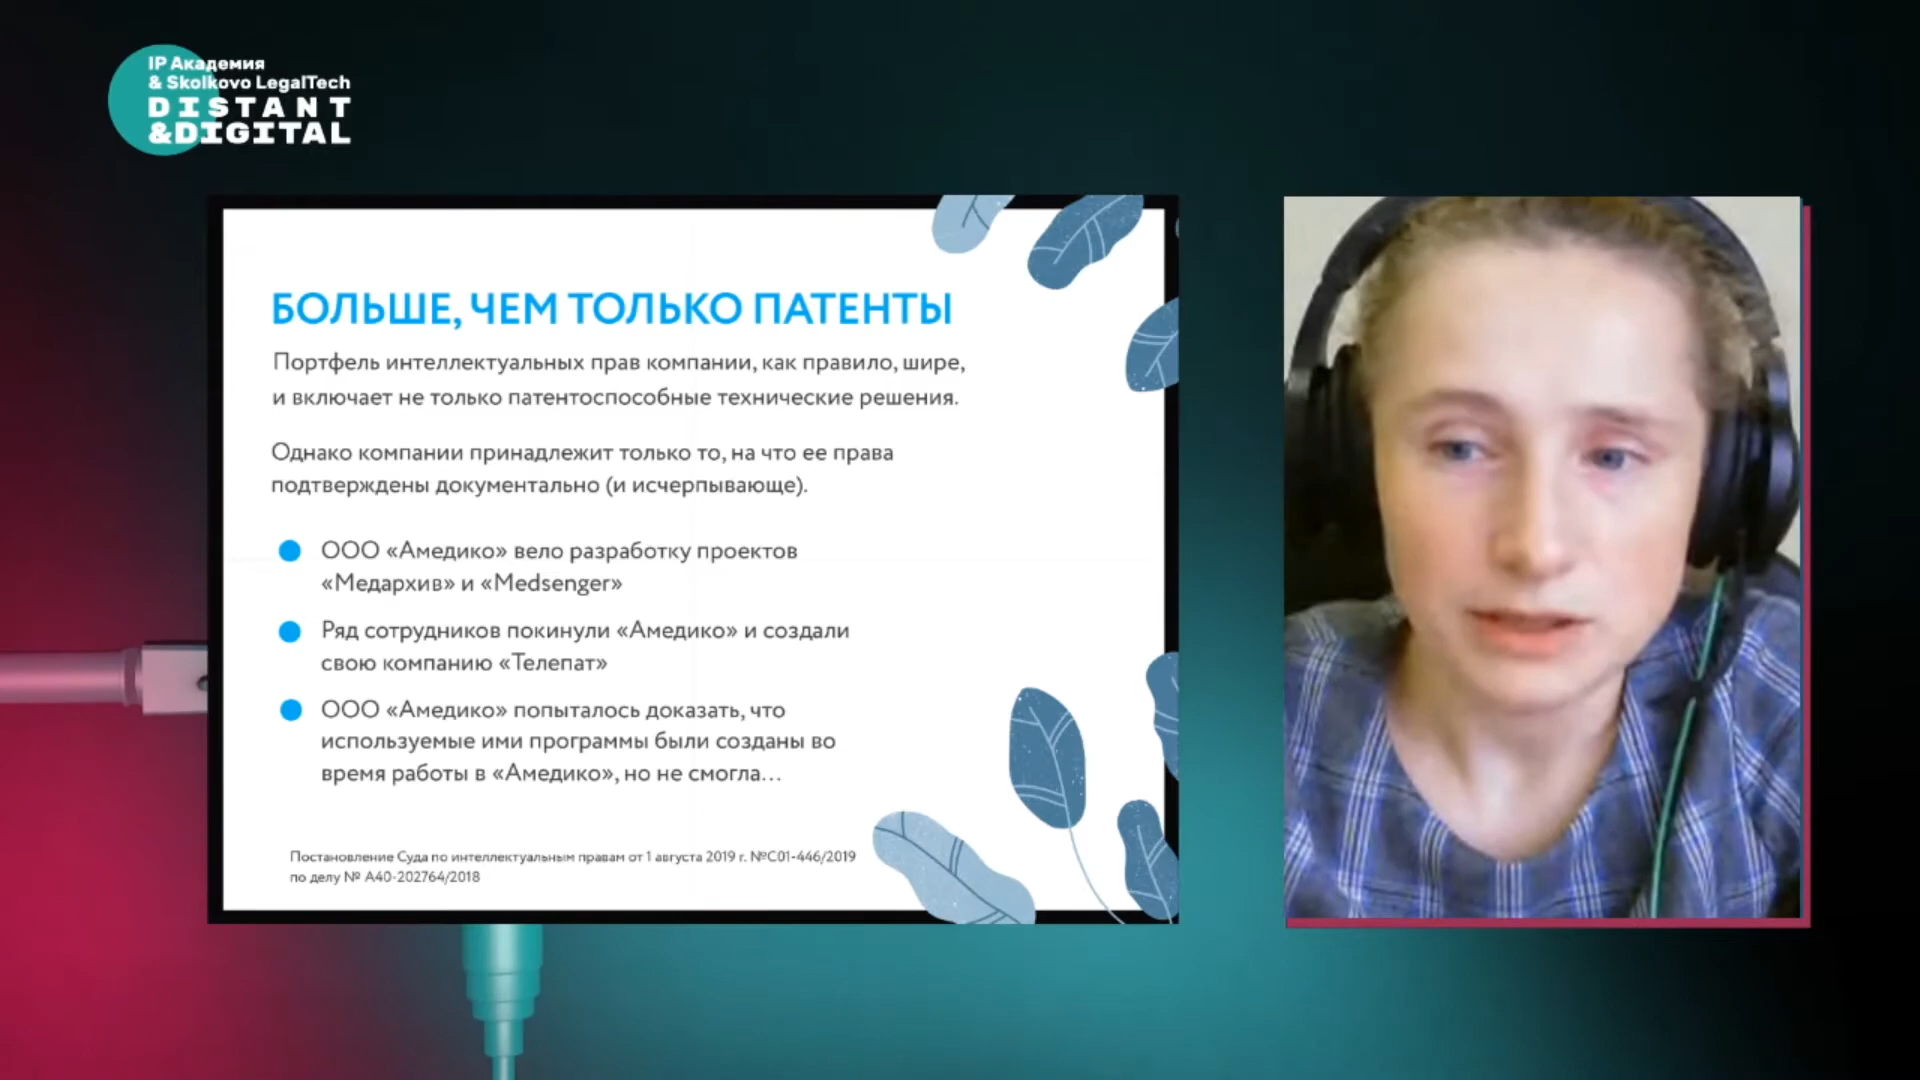 IP Академия
& Skolkovo LegalTech
DISTANT
&DIGITAL
БОЛЬШЕ, ЧЕМ ТОЛЬКО ПАТЕНТЫ
Портфель интеллектуальных прав компании, как правило, шире,
и включает не только патентоспособные технические решения.
Однако компании принадлежит только то, на что ее права
подтверждены документально (и исчерпывающе).
ООО «Амедико» вело разработку проектов
«Медархив» и «Medsenger»
Ряд сотрудников покинули «Амедико» и создали
свою компанию «Телепат»
ООО «Амедико» попыталось доказать, что
используемые ими программы были созданы во
время работы в «Амедико», но не смогла...
Постановление Суда по интеллектуальным правам от 1 августа 2019 г. №С01-446/2019
по делу № А40-202764/2018